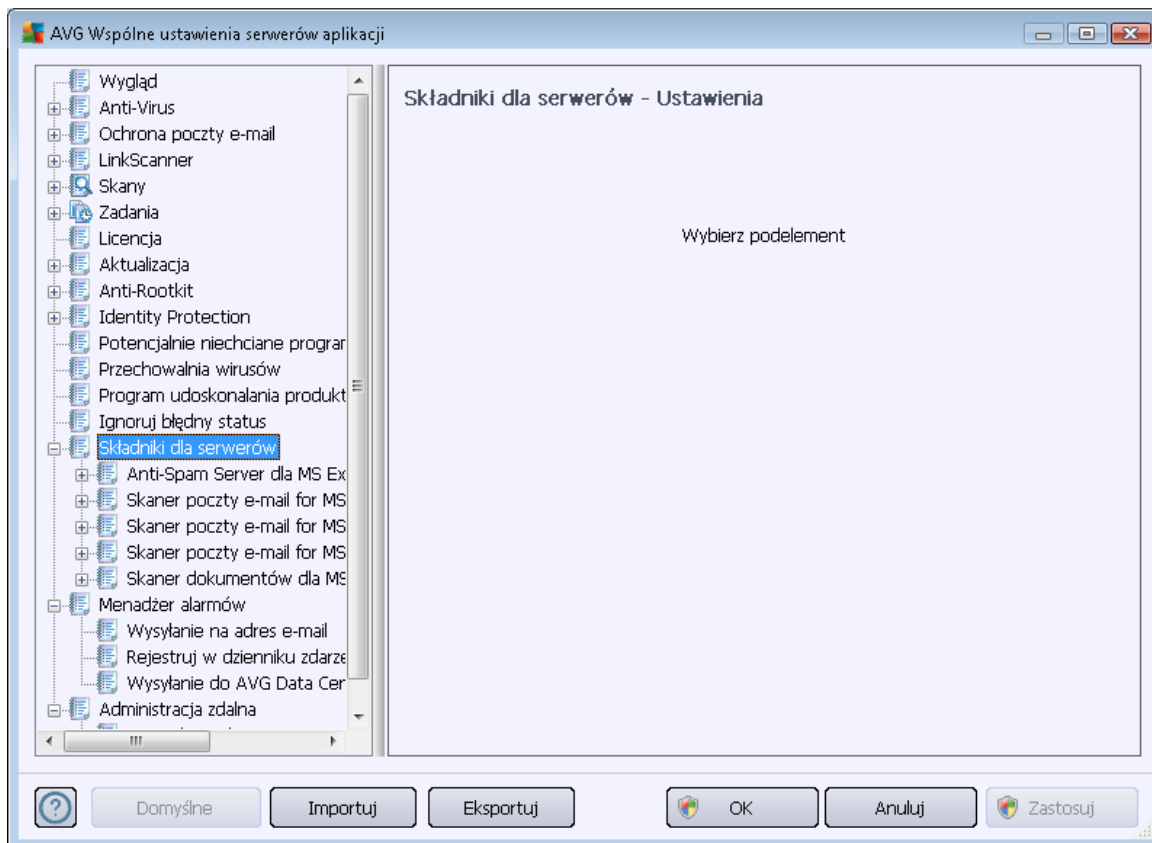 AVG Wspólne ustawienia serwerów aplikacji
Wygląd
Anti-Virus
Ochrona poczty e-mail
LinkScanner
Skany
Zadania
Licencja
Aktualizacja
Anti-Rootkit
Identity Protection
Potencjalnie niechciane progran
Przechowalnia wirusów
Program udoskonalania produkt
Ignoruj błędny status
Składniki dla serwerów
Anti-Spam Server dla MS Ex
Skaner poczty e-mail for MS
Skaner poczty e-mail for MS
Skaner poczty e-mail for MS
Skaner dokumentów dla MS
Menadżer alarmów
Wysyłanie na adres e-mail
Rejestruj w dzienniku zdarze
Wysyłanie do AVG Data Cer
Administracja zdalna
Składniki dla serwerów - Ustawienia
Wybierz podelement
Domyślne
Importuj
Eksportuj
OK
Anuluj
Zastosuj